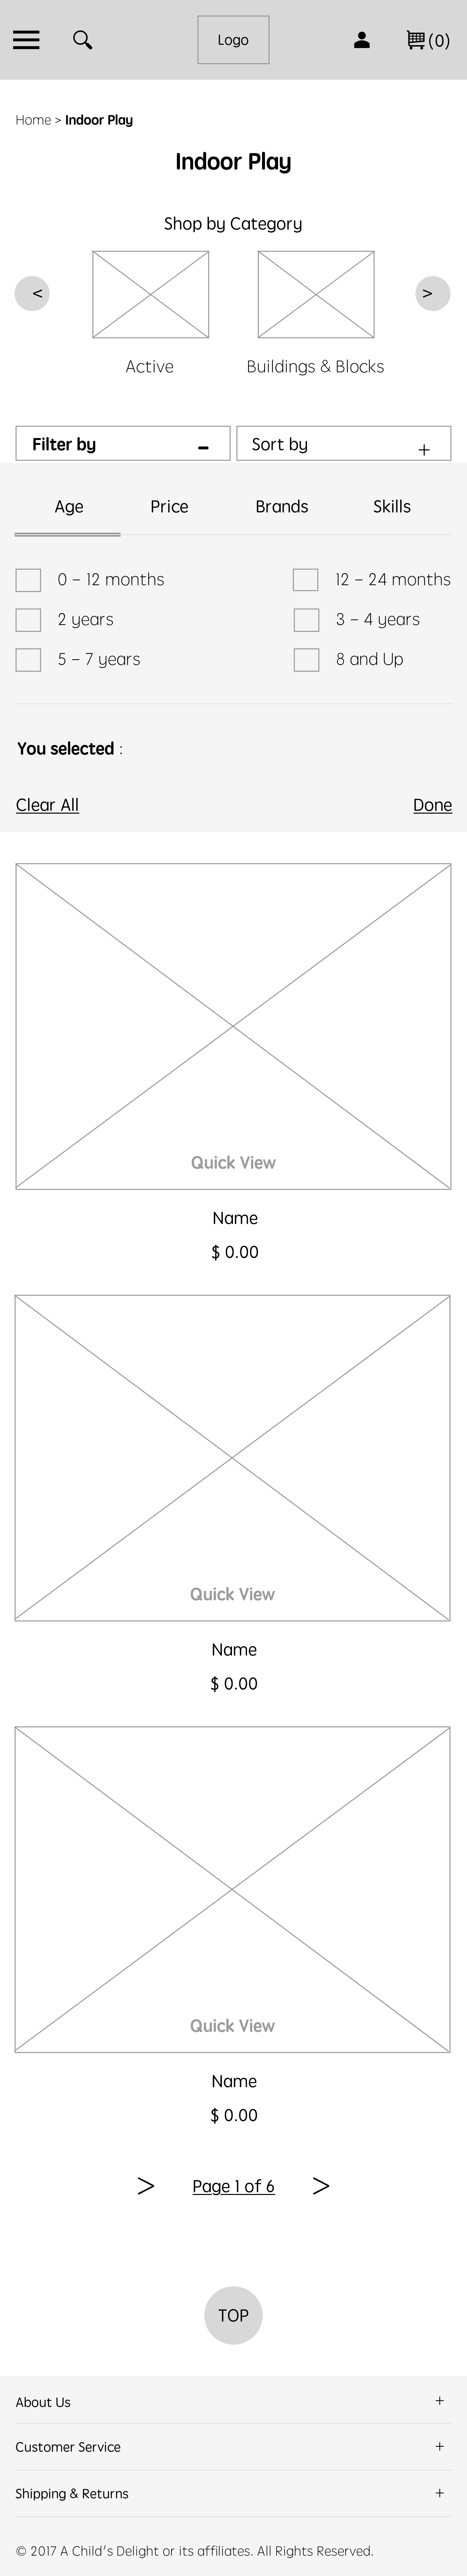 Logo (0)
Home > Indoor Play
Indoor Play
Shop by Category
< >
Active Buildings & Blocks
Filter by - Sort by +
Age Price Brands Skills
0 – 12 months 12 – 24 months
2 years 3 – 4 years
5 – 7 years 8 and Up
You selected :
Clear All Done
Quick View
Name
$ 0.00
Quick View
Name
$ 0.00
Quick View
Name
$ 0.00
> Page 1 of 6 >
TOP
About Us +
Customer Service +
Shipping & Returns +
© 2017 A Child’s Delight or its affiliates. All Rights Reserved.